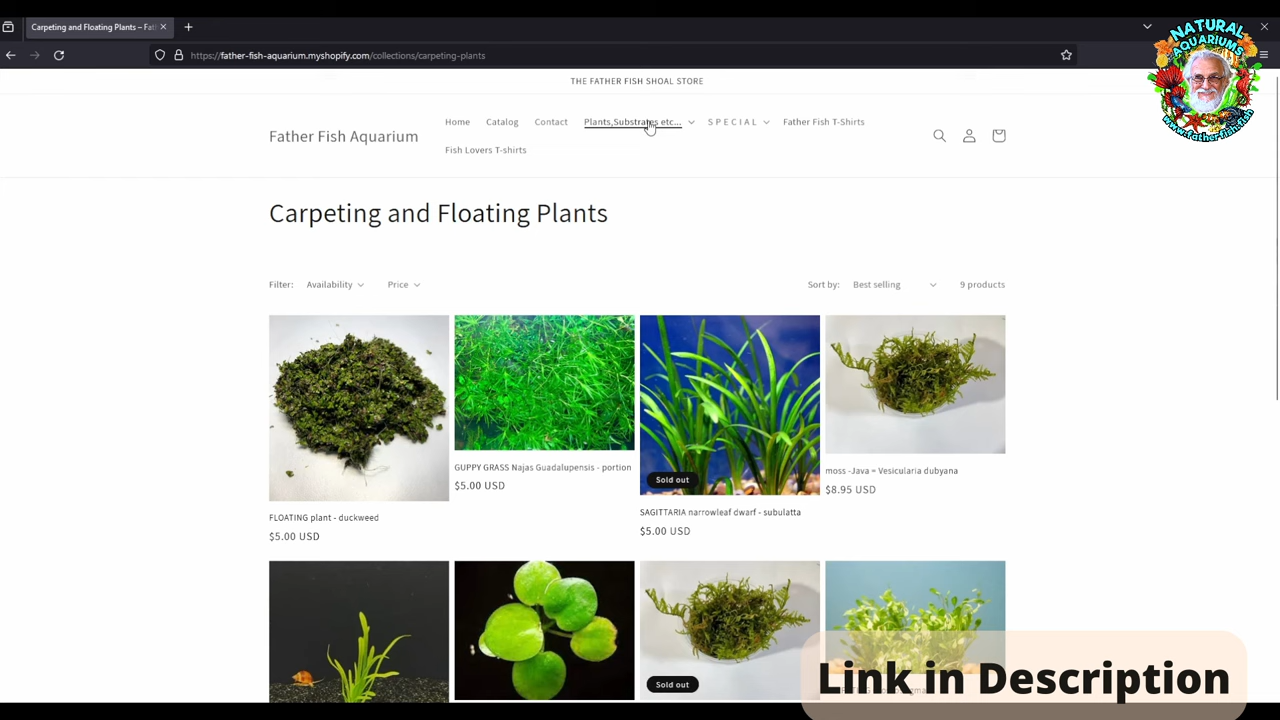 Carpeting and Floating Plants – Fat
https://father-fish-aquarium.myshopify.com/collections/carpeting-plants
NATURAL
AQUARIUMS
www.fatherfish.fish
THE FATHER FISH SHOAL STORE
Father Fish Aquarium
Home
Catalog
Contact
Plants,Substrates etc...
S P E C I A L
Father Fish T-Shirts
Fish Lovers T-shirts
Carpeting and Floating Plants
Filter:
Availability
Price
Sort by:
Best selling
9 products
FLOATING plant - duckweed
$5.00 USD
GUPPY GRASS Najas Guadalupensis - portion
$5.00 USD
Sold out
SAGITTARIA narrowleaf dwarf - subulatta
$5.00 USD
moss -Java = Vesicularia dubyana
$8.95 USD
Sold out
Link in Description